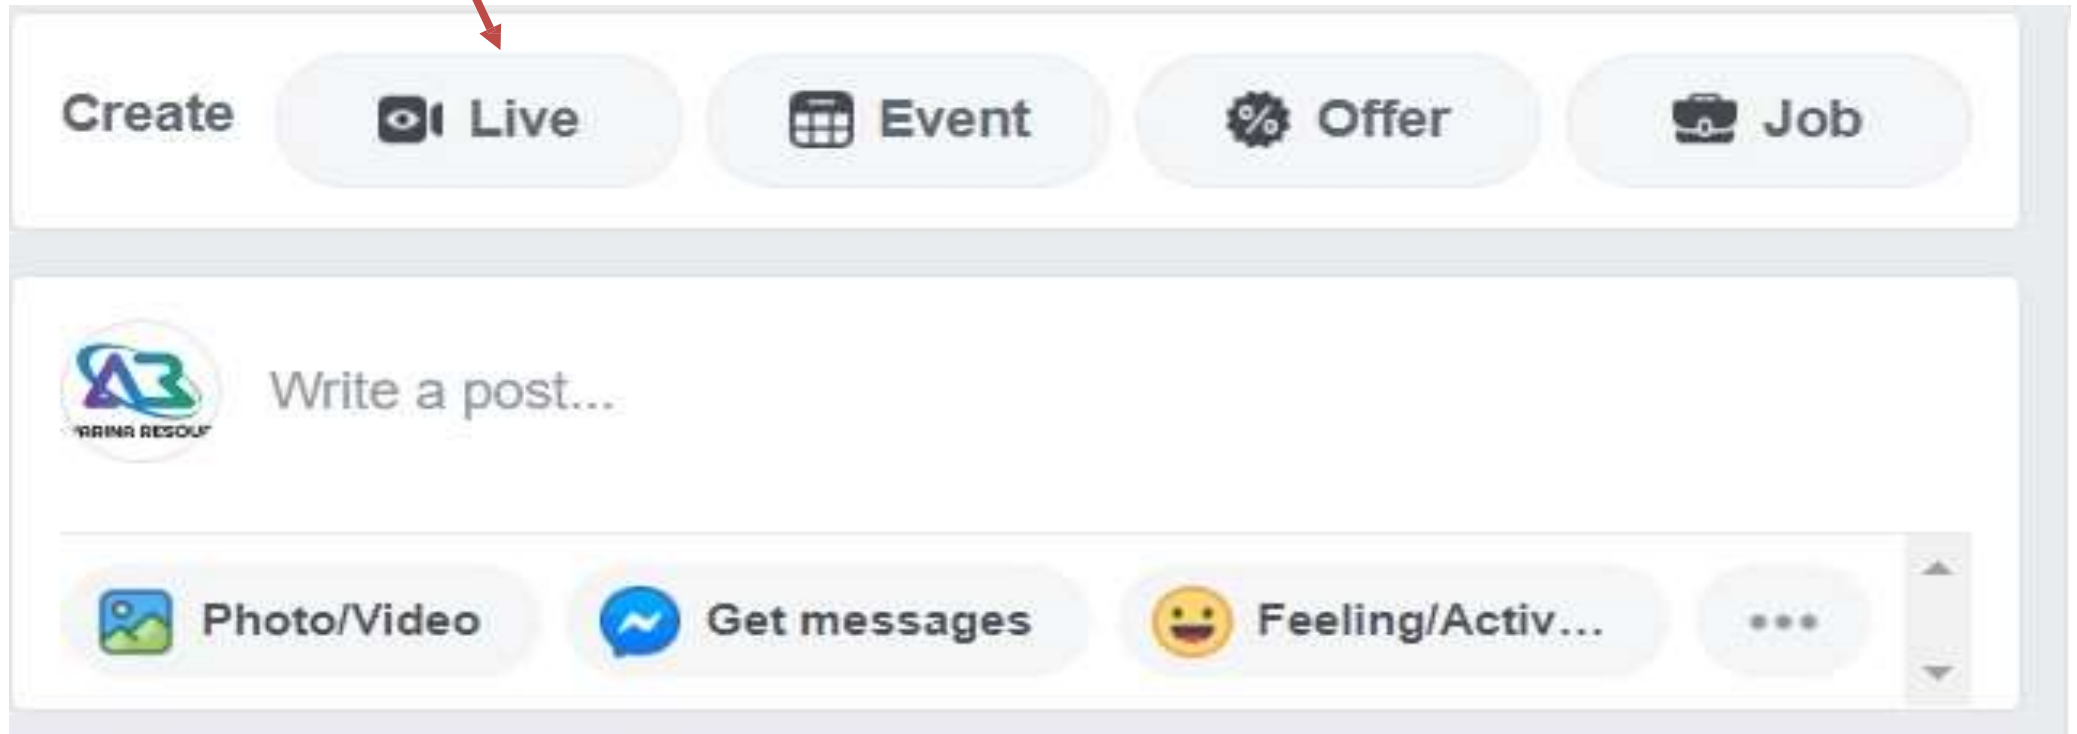 Create Live Event Offer Job
Write a post...
Photo/Video Get messages Feeling/Activ...